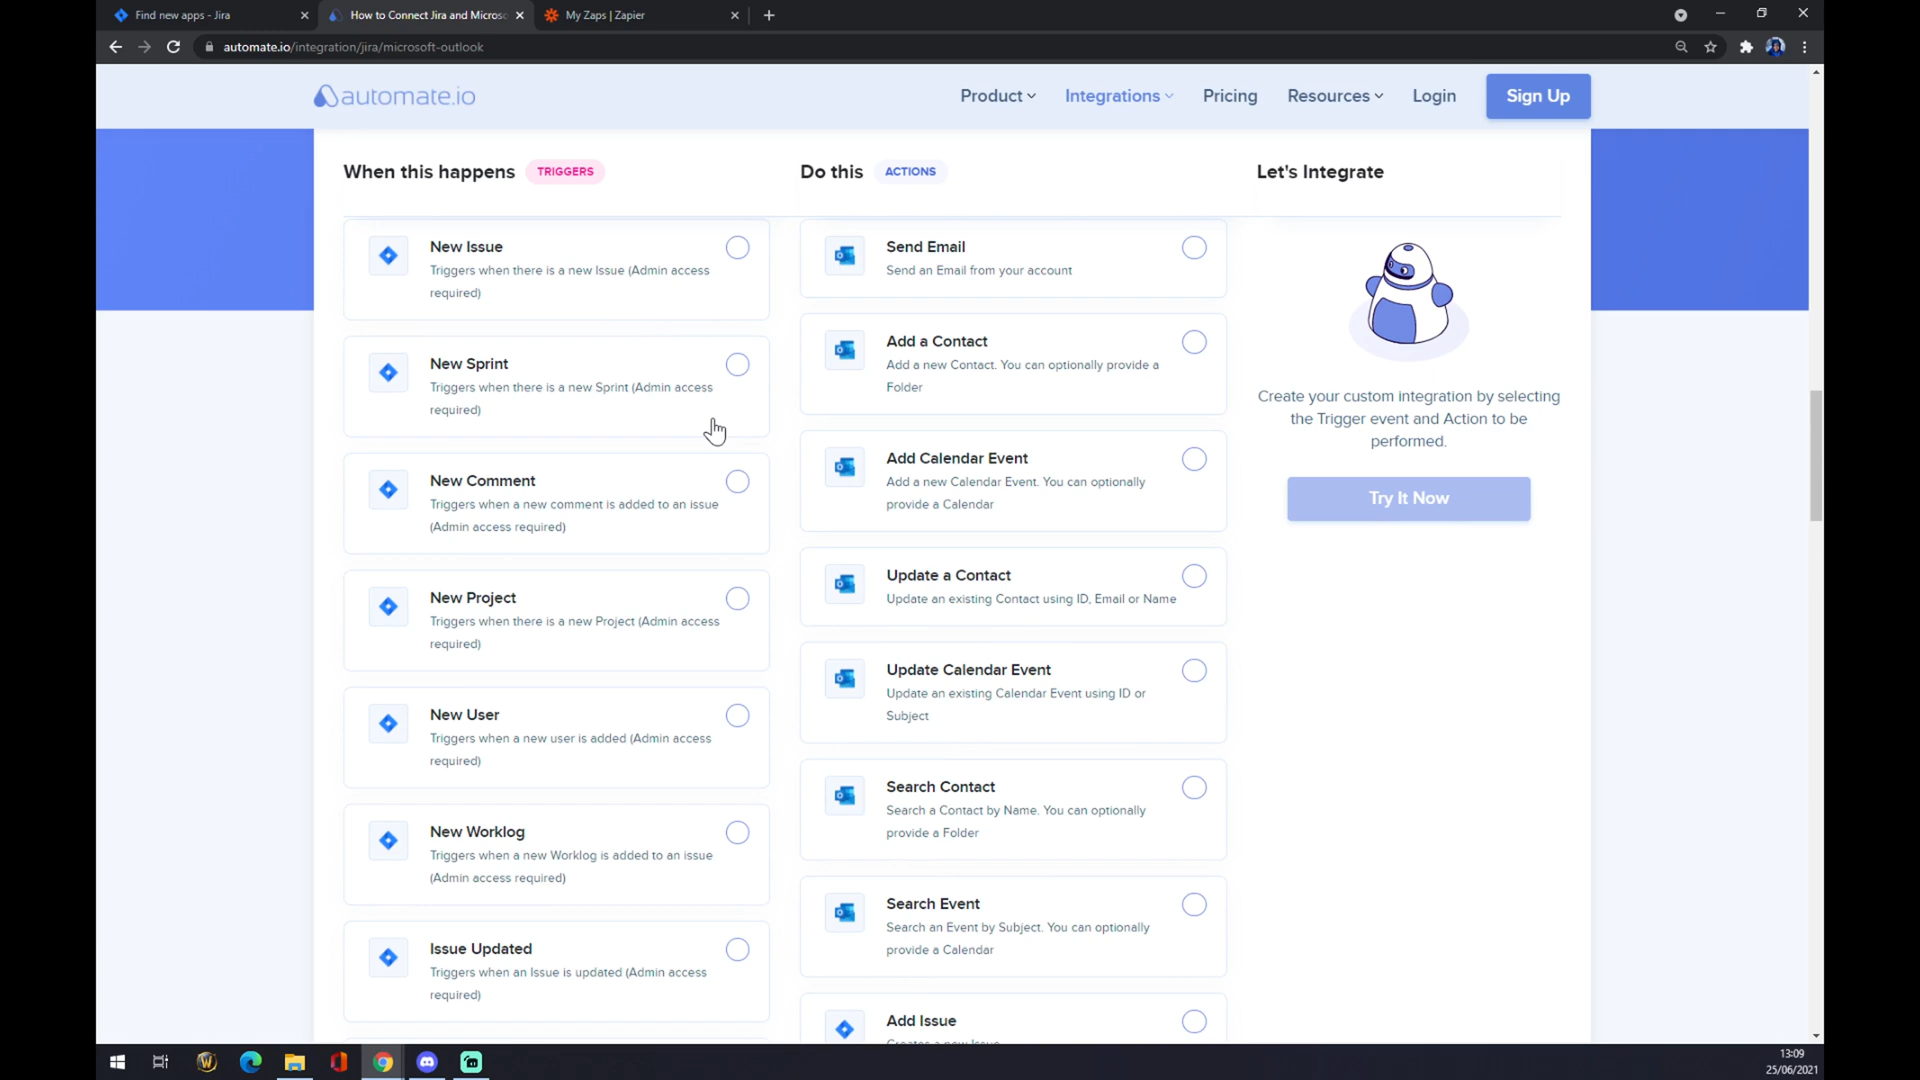 Find new apps - Jira
How to Connect Jira and Microso
My Zaps | Zapier
automate.io/integration/jira/microsoft-outlook
automate.io
Product
Integrations
Pricing
Resources
Login
Sign Up
When this happens
TRIGGERS
Do this
ACTIONS
Let's Integrate
New Issue
Triggers when there is a new Issue (Admin access
required)
New Sprint
Triggers when there is a new Sprint (Admin access
required)
New Comment
Triggers when a new comment is added to an issue
(Admin access required)
New Project
Triggers when there is a new Project (Admin access
required)
New User
Triggers when a new user is added (Admin access
required)
New Worklog
Triggers when a new Worklog is added to an issue
(Admin access required)
Issue Updated
Triggers when an Issue is updated (Admin access
required)
Send Email
Send an Email from your account
Add a Contact
Add a new Contact. You can optionally provide a
Folder
Add Calendar Event
Add a new Calendar Event. You can optionally
provide a Calendar
Update a Contact
Update an existing Contact using ID, Email or Name
Update Calendar Event
Update an existing Calendar Event using ID or
Subject
Search Contact
Search a Contact by Name. You can optionally
provide a Folder
Search Event
Search an Event by Subject. You can optionally
provide a Calendar
Add Issue
Creates a new Issue
Create your custom integration by selecting
the Trigger event and Action to be
performed.
Try It Now
13:09
25/06/2021